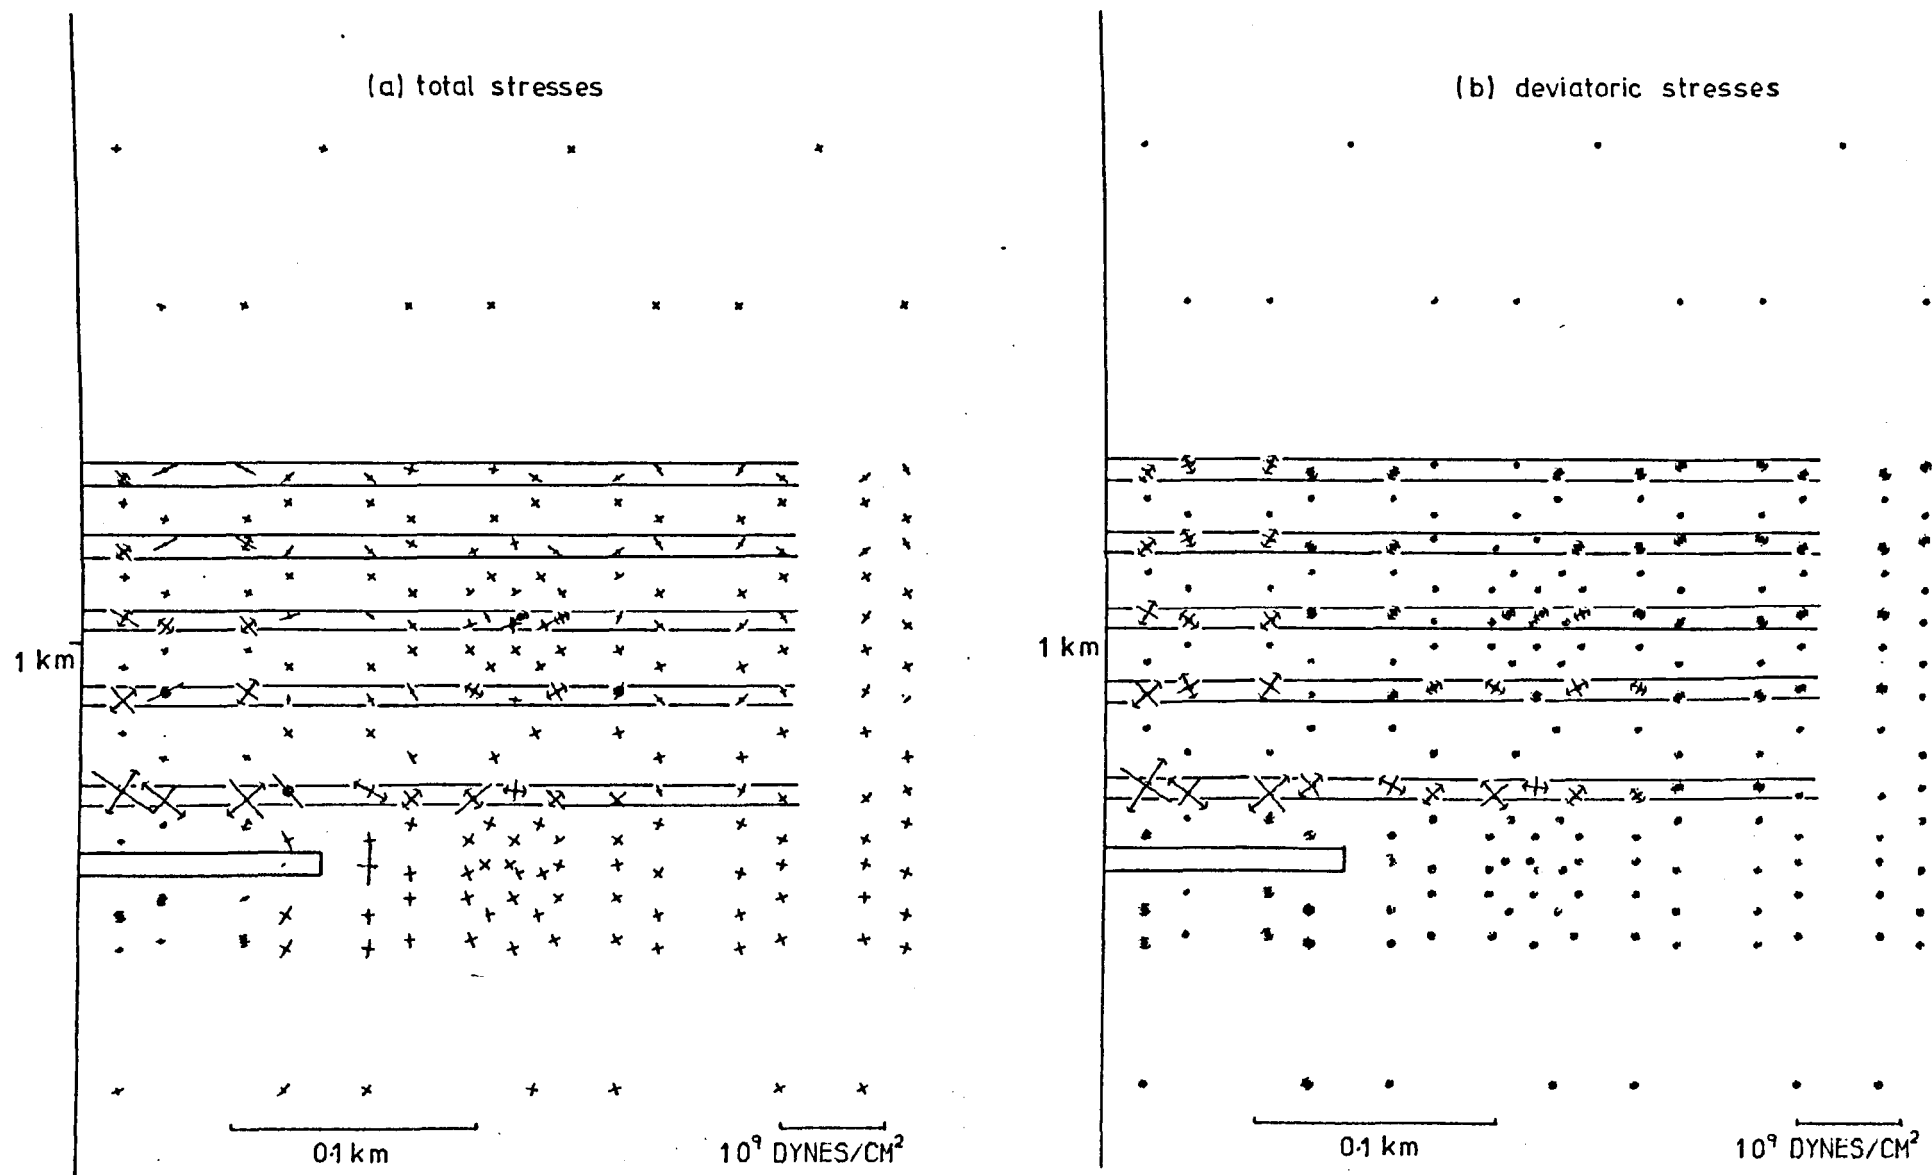 (a) total stresses
(b) deviatoric stresses
1 km
1 km
0·1 km
10⁹ DYNES/CM²
0·1 km
10⁹ DYNES/CM²